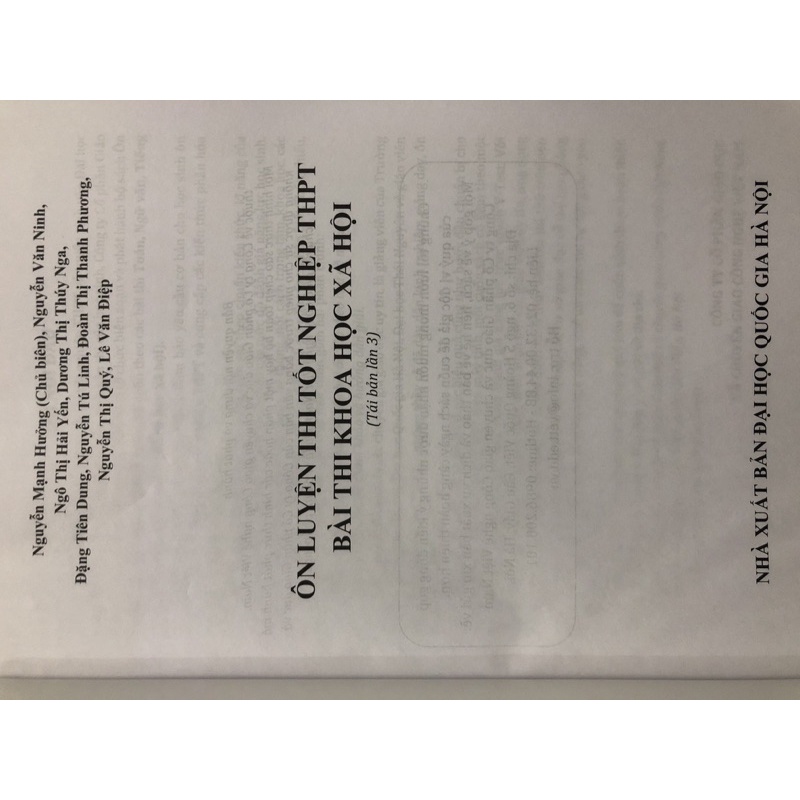 Nguyễn Mạnh Hưởng (Chủ biên), Nguyễn Văn Ninh,
Ngô Thị Hải Yến, Dương Thị Thúy Nga,
Đặng Tiên Dung, Nguyễn Tú Linh, Đoàn Thị Thanh Phương,
Nguyễn Thị Quý, Lê Văn Điệp
ÔN LUYỆN THI TỐT NGHIỆP THPT
BÀI THI KHOA HỌC XÃ HỘI
(Tái bản lần 3)
NHÀ XUẤT BẢN ĐẠI HỌC QUỐC GIA HÀ NỘI